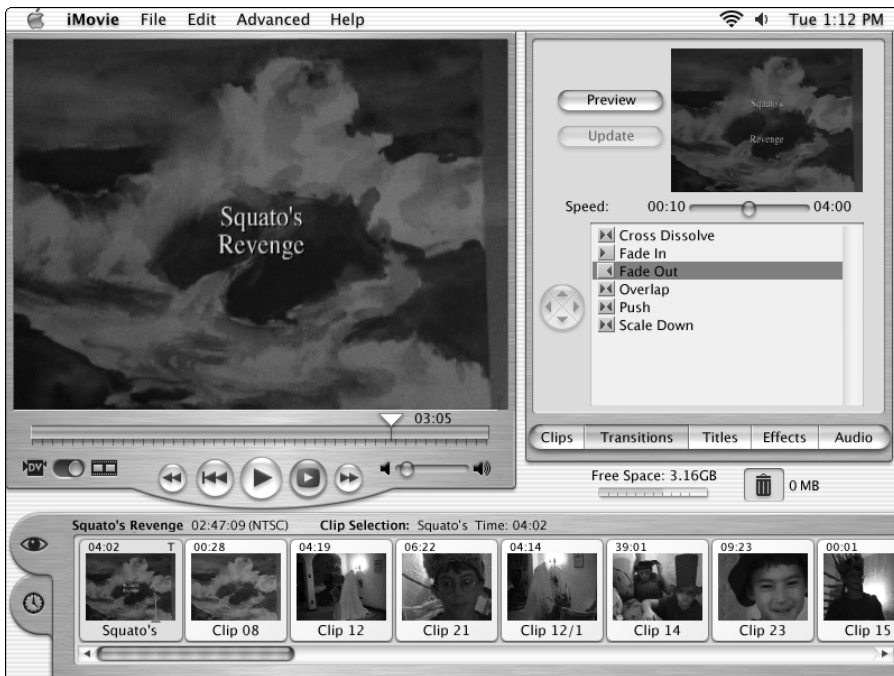 iMovie File Edit Advanced Help Tue 1:12 PM
Squato's
Revenge
03:05
DV
Preview
Update
Squato's
Revenge
Speed: 00:10 04:00
Cross Dissolve
Fade In
Fade Out
Overlap
Push
Scale Down
Clips Transitions Titles Effects Audio
Free Space: 3.16GB
0 MB
Squato's Revenge 02:47:09 (NTSC) Clip Selection: Squato's Time: 04:02
04:02 T 00:28 04:19 06:22 04:14 39:01 09:23 00:01
Squato's Clip 08 Clip 12 Clip 21 Clip 12/1 Clip 14 Clip 23 Clip 15